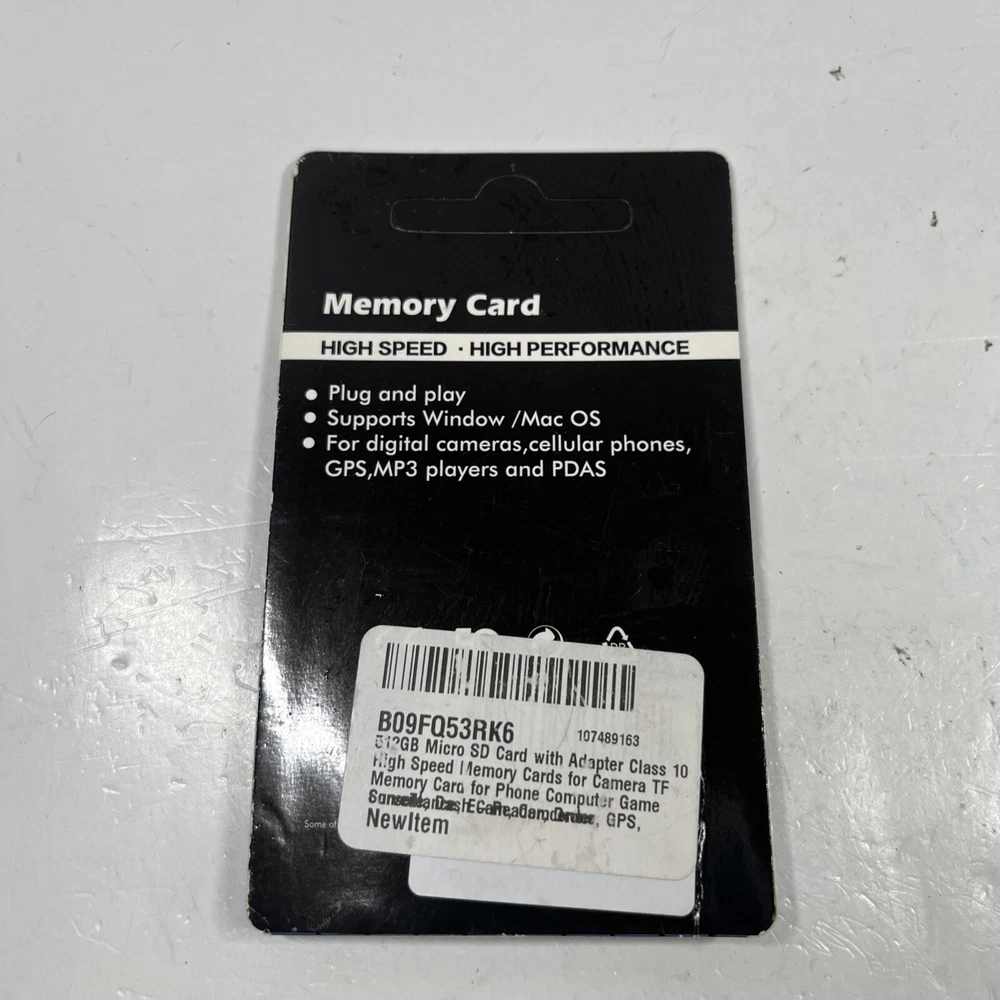 Memory Card
HIGH SPEED · HIGH PERFORMANCE
● Plug and play
● Supports Window /Mac OS
● For digital cameras,cellular phones,
GPS,MP3 players and PDAS
B09FQ53RK6 107489163
512GB Micro SD Card with Adapter Class 10
High Speed Memory Cards for Camera TF
Memory Card for Phone Computer Game
GPS,
NewItem
Some of